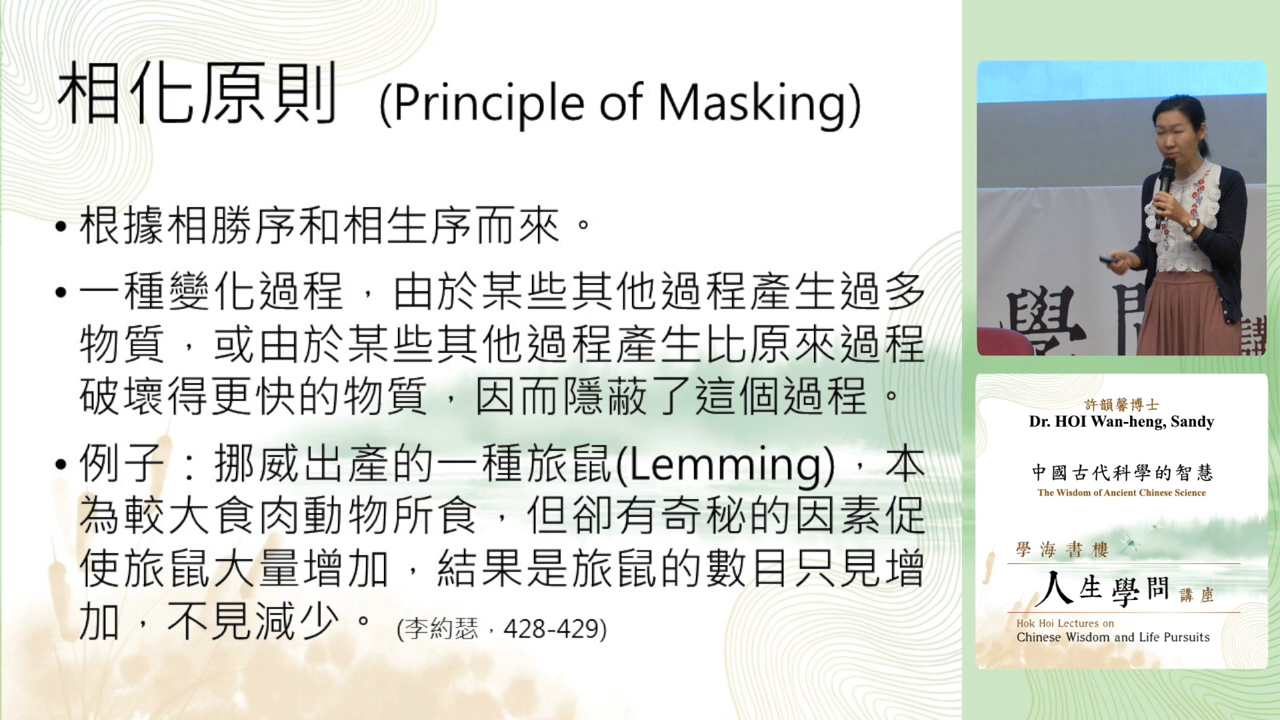 相化原則 (Principle of Masking)
• 根據相勝序和相生序而來。
• 一種變化過程，由於某些其他過程產生過多
物質，或由於某些其他過程產生比原來過程
破壞得更快的物質，因而隱蔽了這個過程。
• 例子：挪威出產的一種旅鼠(Lemming)，本
為較大食肉動物所食，但卻有奇秘的因素促
使旅鼠大量增加，結果是旅鼠的數目只見增
加，不見減少。 (李約瑟，428-429)
學問講
許韻馨博士
Dr. HOI Wan-heng, Sandy
中國古代科學的智慧
The Wisdom of Ancient Chinese Science
學海書樓
人生學問講座
Hok Hoi Lectures on
Chinese Wisdom and Life Pursuits